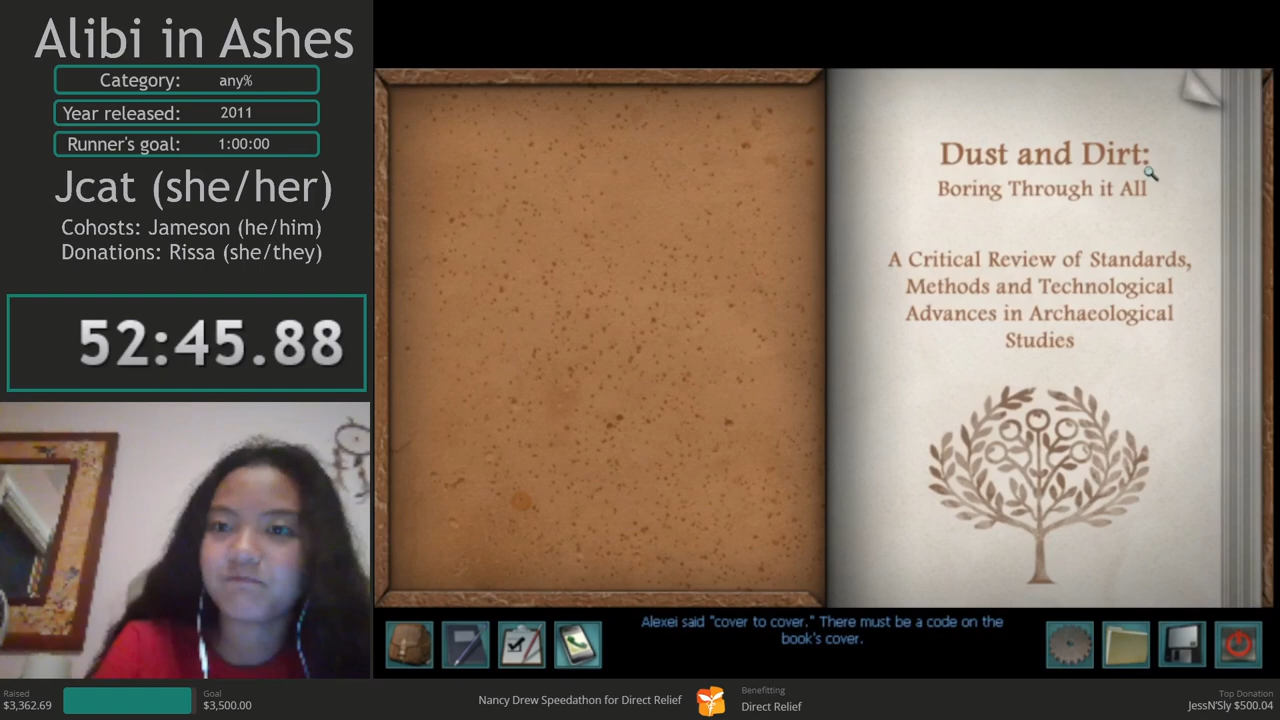 Alibi in Ashes
Category: any%
Year released: 2011
Runner's goal: 1:00:00
Jcat (she/her)
Cohosts: Jameson (he/him)
Donations: Rissa (she/they)
52:45.88
Dust and Dirt:
Boring Through it All
A Critical Review of Standards,
Methods and Technological
Advances in Archaeological
Studies
Alexei said "cover to cover." There must be a code on the
book's cover.
Raised
$3,362.69
Goal
$3,500.00
Nancy Drew Speedathon for Direct Relief
Benefitting
Direct Relief
Top Donation
JessN'Sly $500.04